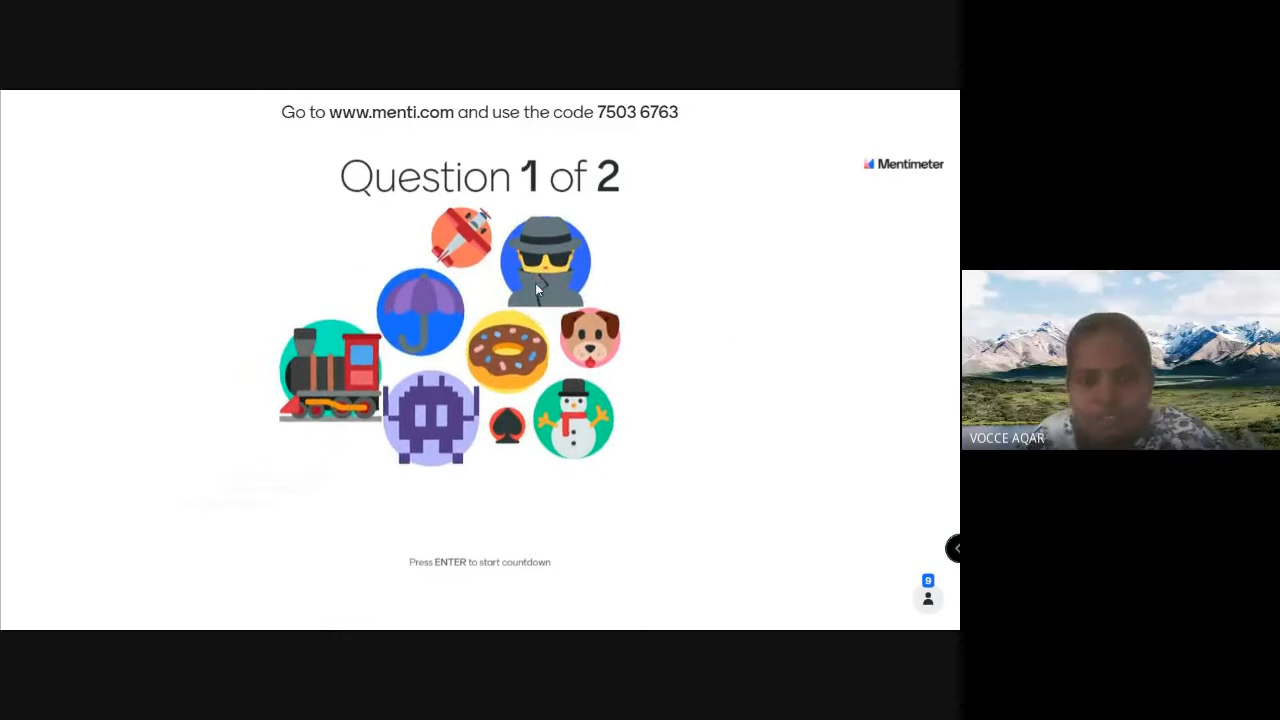 Go to www.menti.com and use the code 7503 6763
Mentimeter
Question 1 of 2
Press ENTER to start countdown
9
VOCCE AQAR